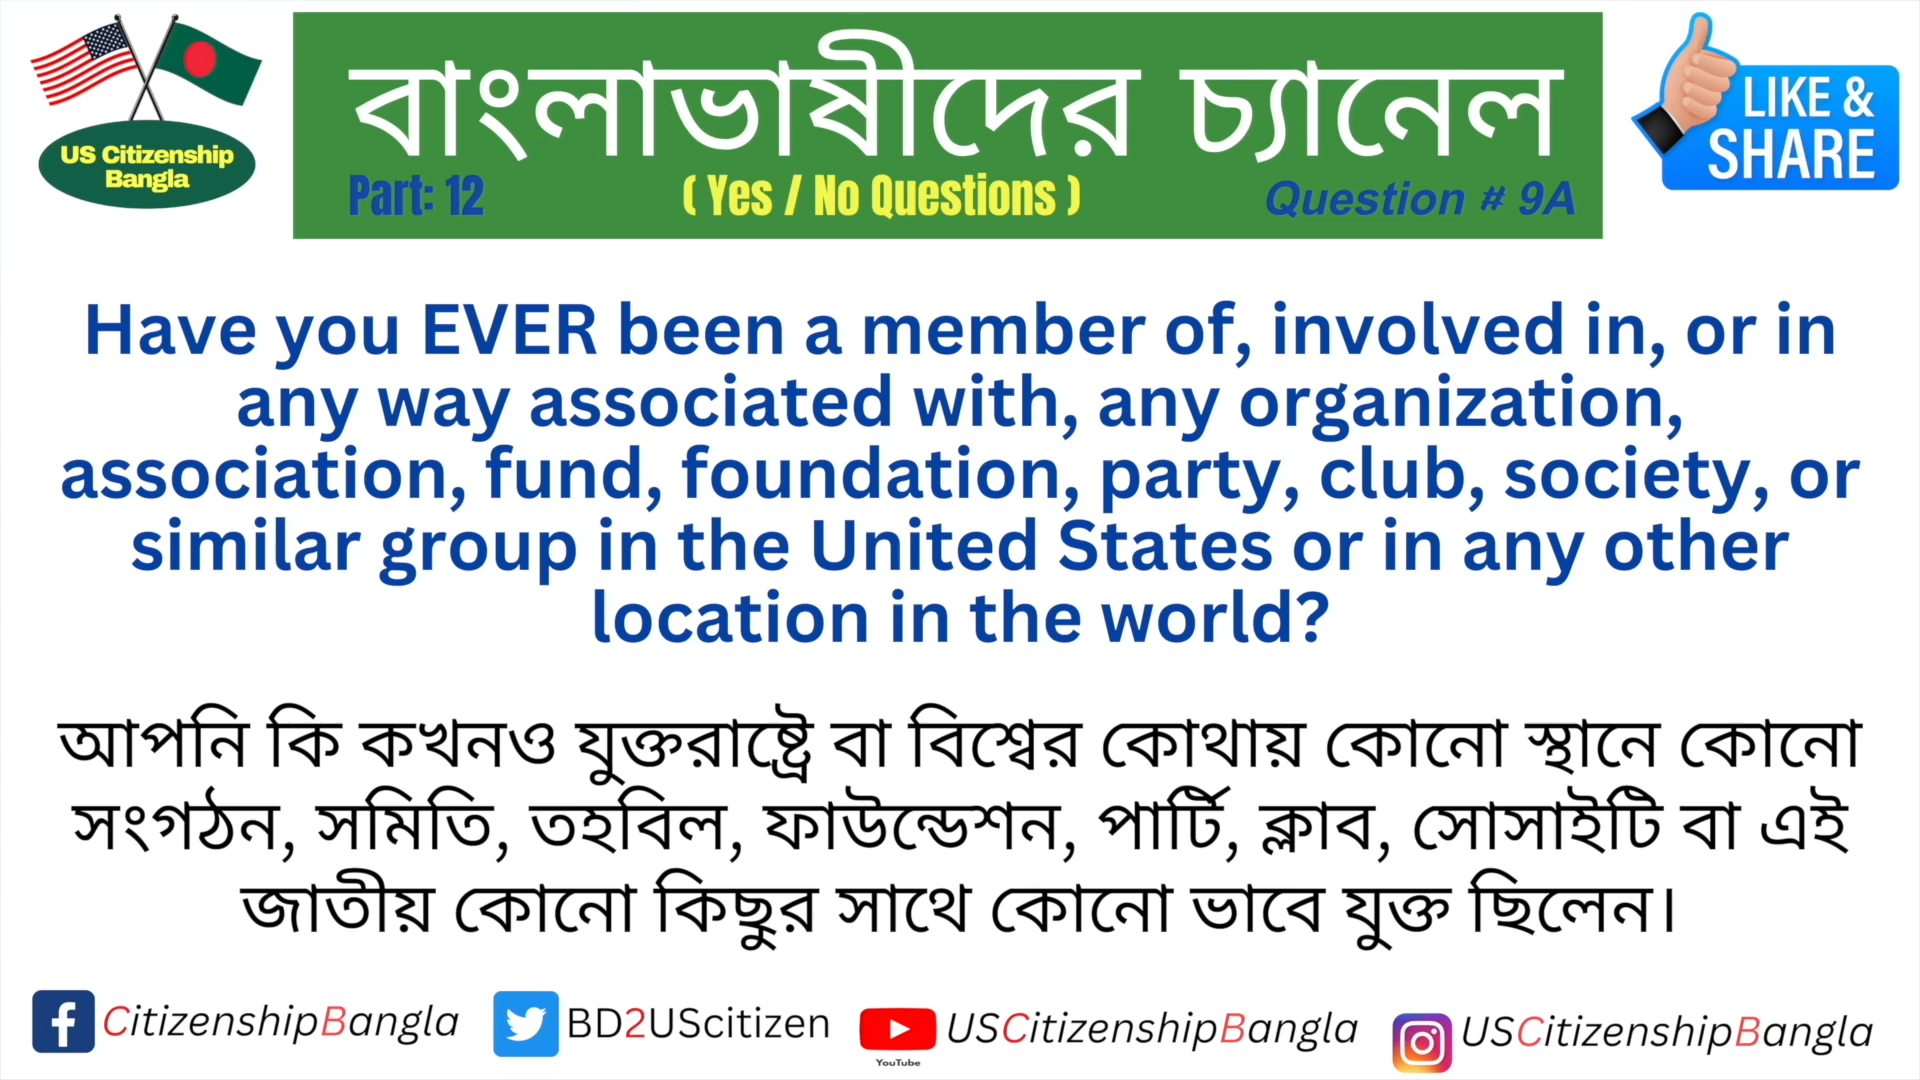 US Citizenship
Bangla
বাংলাভাষীদের চ্যানেল
Part: 12
( Yes / No Questions )
Question # 9A
LIKE &
SHARE
Have you EVER been a member of, involved in, or in
any way associated with, any organization,
association, fund, foundation, party, club, society, or
similar group in the United States or in any other
location in the world?
আপনি কি কখনও যুক্তরাষ্ট্রে বা বিশ্বের কোথায় কোনো স্থানে কোনো
সংগঠন, সমিতি, তহবিল, ফাউন্ডেশন, পার্টি, ক্লাব, সোসাইটি বা এই
জাতীয় কোনো কিছুর সাথে কোনো ভাবে যুক্ত ছিলেন।
CitizenshipBangla
BD2UScitizen
YouTube
USCitizenshipBangla
USCitizenshipBangla